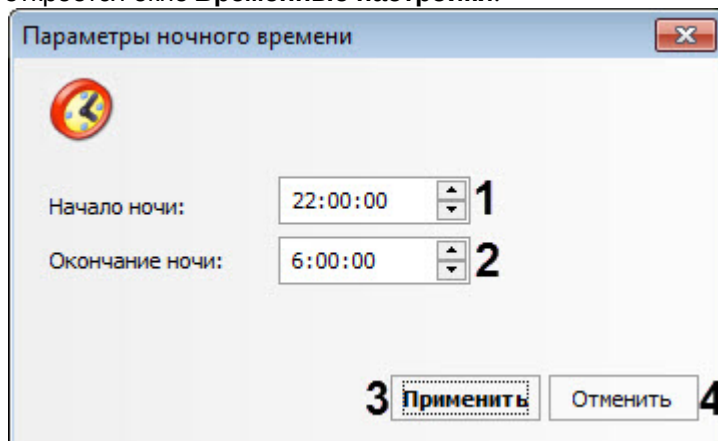 откроется окно Временные настройки.
Параметры ночного времени
Начало ночи: 22:00:00 1
Окончание ночи: 6:00:00 2
3 Применить Отменить 4